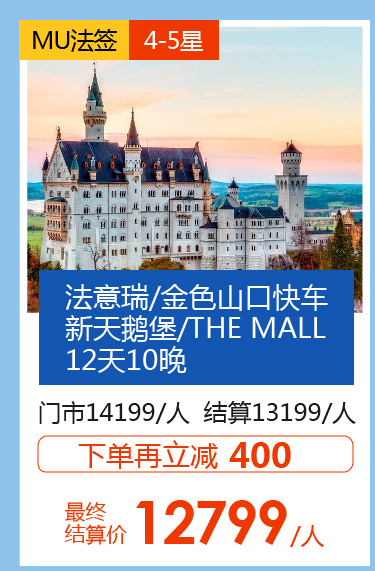 MU法签 4-5星
法意瑞/金色山口快车
新天鹅堡/THE MALL
12天10晚
门市14199/人 结算13199/人
下单再立减 400
最终
结算价 12799/人